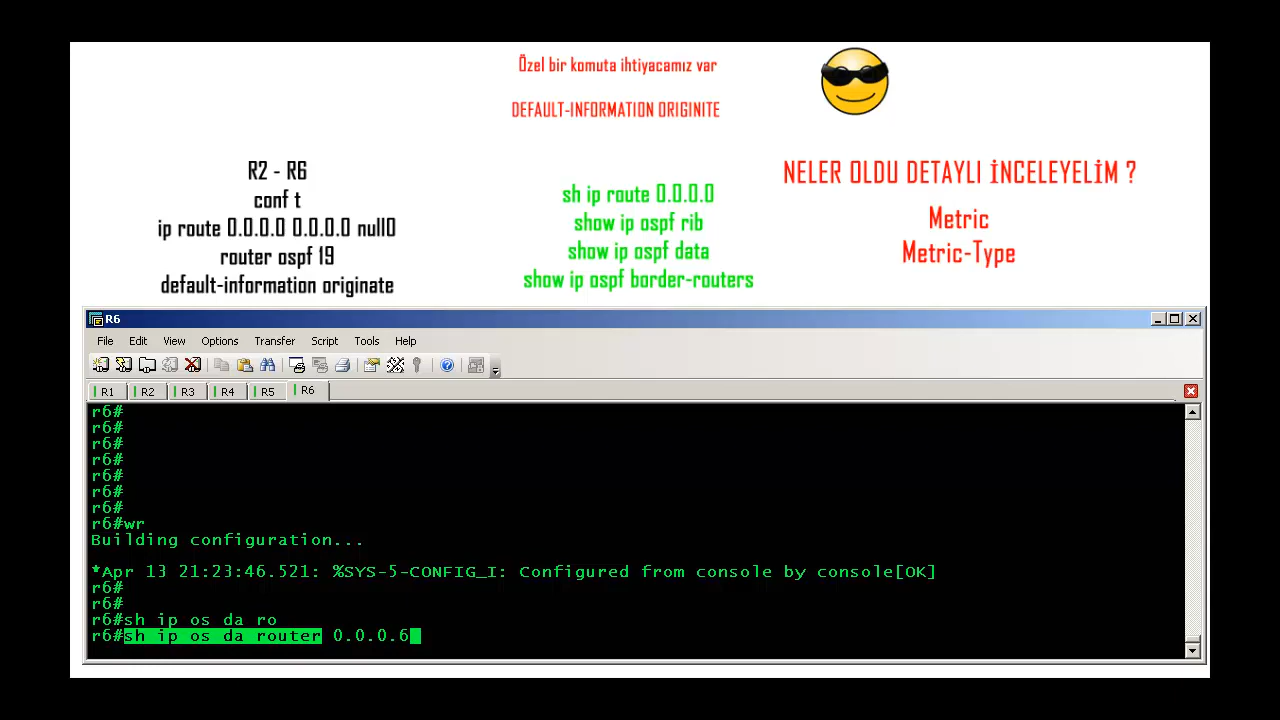 Özel bir komuta ihtiyacımız var
DEFAULT-INFORMATION ORIGINITE
R2 - R6
conf t
ip route 0.0.0.0 0.0.0.0 null0
router ospf 19
default-information originate
sh ip route 0.0.0.0
show ip ospf rib
show ip ospf data
show ip ospf border-routers
NELER OLDU DETAYLI İNCELEYELİM ?
Metric
Metric-Type
R6
File Edit View Options Transfer Script Tools Help
R1 R2 R3 R4 R5 R6
r6#
r6#
r6#
r6#
r6#
r6#
r6#
r6#wr
Building configuration...
*Apr 13 21:23:46.521: %SYS-5-CONFIG_I: Configured from console by console[OK]
r6#
r6#
r6#sh ip os da ro
r6#sh ip os da router 0.0.0.6